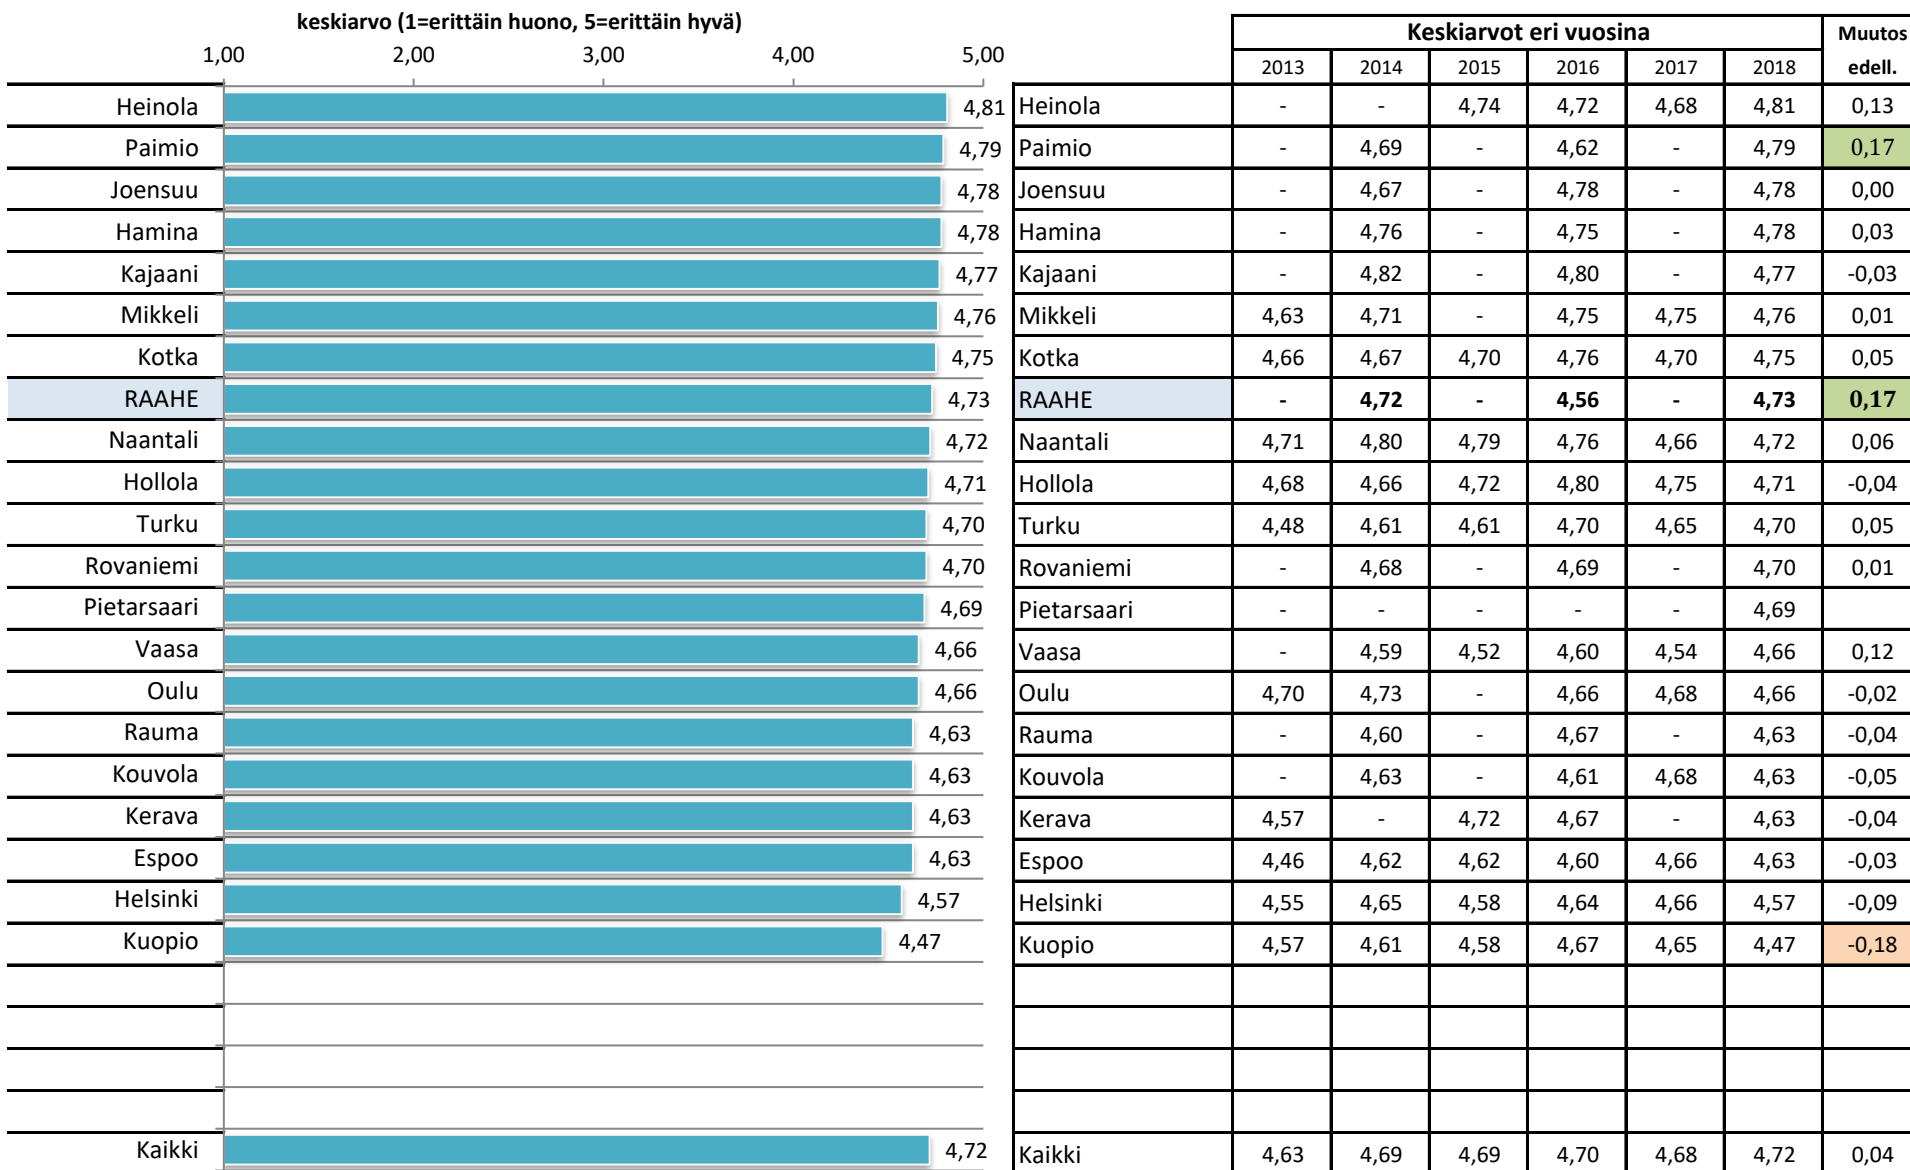 keskiarvo (1=erittäin huono, 5=erittäin hyvä)
1,00 2,00 3,00 4,00 5,00
Keskiarvot eri vuosina Muutos
2013 2014 2015 2016 2017 2018 edell.
Heinola 4,81 Heinola - - 4,74 4,72 4,68 4,81 0,13
Paimio 4,79 Paimio - 4,69 - 4,62 - 4,79 0,17
Joensuu 4,78 Joensuu - 4,67 - 4,78 - 4,78 0,00
Hamina 4,78 Hamina - 4,76 - 4,75 - 4,78 0,03
Kajaani 4,77 Kajaani - 4,82 - 4,80 - 4,77 -0,03
Mikkeli 4,76 Mikkeli 4,63 4,71 - 4,75 4,75 4,76 0,01
Kotka 4,75 Kotka 4,66 4,67 4,70 4,76 4,70 4,75 0,05
RAAHE 4,73 RAAHE - 4,72 - 4,56 - 4,73 0,17
Naantali 4,72 Naantali 4,71 4,80 4,79 4,76 4,66 4,72 0,06
Hollola 4,71 Hollola 4,68 4,66 4,72 4,80 4,75 4,71 -0,04
Turku 4,70 Turku 4,48 4,61 4,61 4,70 4,65 4,70 0,05
Rovaniemi 4,70 Rovaniemi - 4,68 - 4,69 - 4,70 0,01
Pietarsaari 4,69 Pietarsaari - - - - - 4,69
Vaasa 4,66 Vaasa - 4,59 4,52 4,60 4,54 4,66 0,12
Oulu 4,66 Oulu 4,70 4,73 - 4,66 4,68 4,66 -0,02
Rauma 4,63 Rauma - 4,60 - 4,67 - 4,63 -0,04
Kouvola 4,63 Kouvola - 4,63 - 4,61 4,68 4,63 -0,05
Kerava 4,63 Kerava 4,57 - 4,72 4,67 - 4,63 -0,04
Espoo 4,63 Espoo 4,46 4,62 4,62 4,60 4,66 4,63 -0,03
Helsinki 4,57 Helsinki 4,55 4,65 4,58 4,64 4,66 4,57 -0,09
Kuopio 4,47 Kuopio 4,57 4,61 4,58 4,67 4,65 4,47 -0,18
Kaikki 4,72 Kaikki 4,63 4,69 4,69 4,70 4,68 4,72 0,04